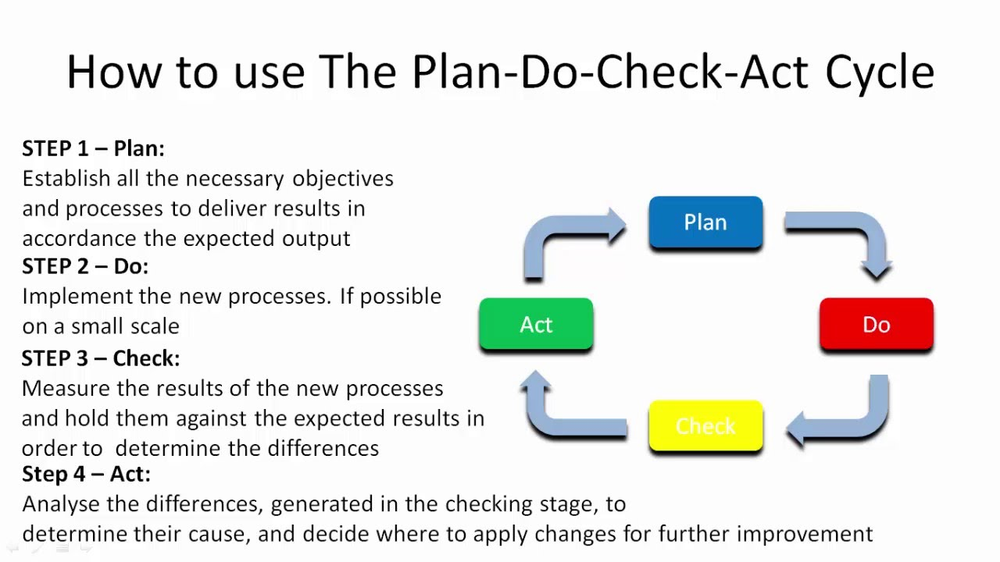 How to use The Plan-Do-Check-Act Cycle
STEP 1 – Plan:
Establish all the necessary objectives
and processes to deliver results in
accordance the expected output
STEP 2 – Do:
Implement the new processes. If possible
on a small scale
STEP 3 – Check:
Measure the results of the new processes
and hold them against the expected results in
order to determine the differences
Step 4 – Act:
Analyse the differences, generated in the checking stage, to
determine their cause, and decide where to apply changes for further improvement
Plan
Do
Check
Act